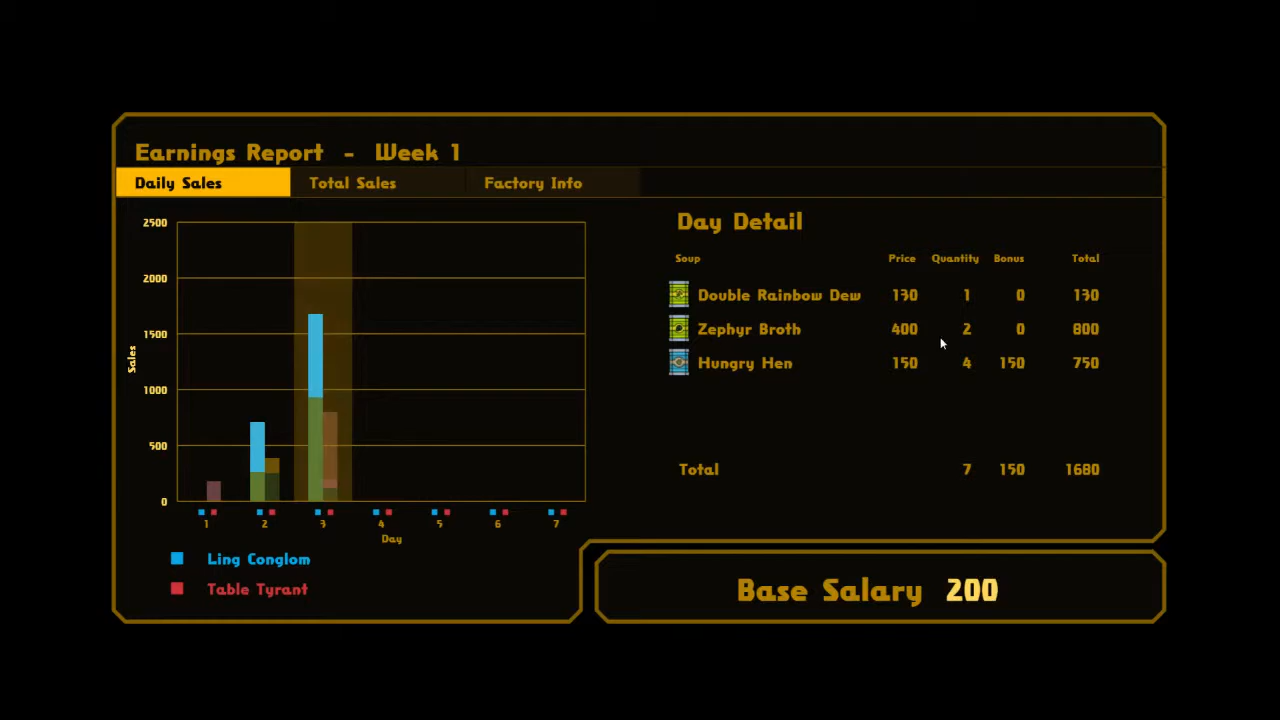 Earnings Report - Week 1
Daily Sales Total Sales Factory Info
2500
2000
1500
1000
500
0
Sales
1 2 3 4 5 6 7
Day
Ling Conglom
Table Tyrant
Day Detail
Soup Price Quantity Bonus Total
Double Rainbow Dew 130 1 0 130
Zephyr Broth 400 2 0 800
Hungry Hen 150 4 150 750
Total 7 150 1680
Base Salary 200